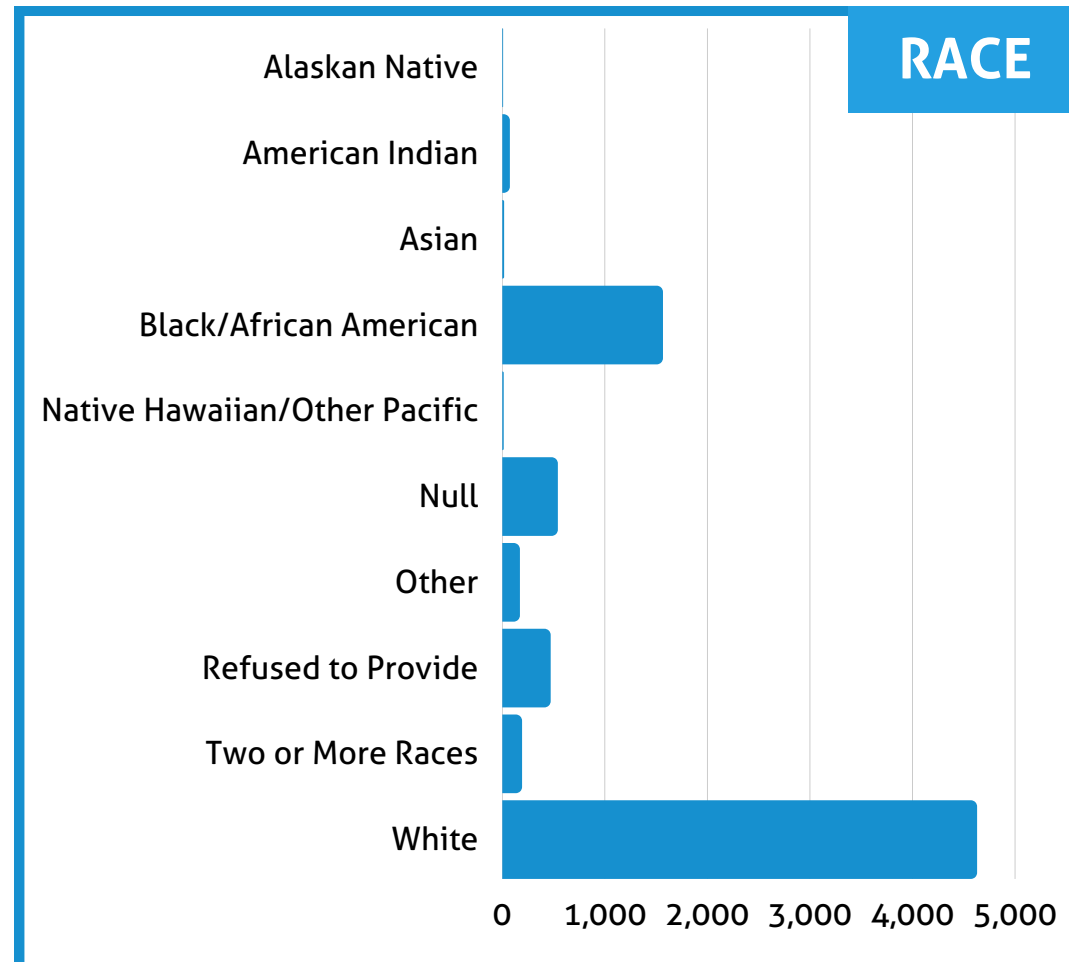 RACE
Alaskan Native
American Indian
Asian
Black/African American
Native Hawaiian/Other Pacific
Null
Other
Refused to Provide
Two or More Races
White
0 1,000 2,000 3,000 4,000 5,000